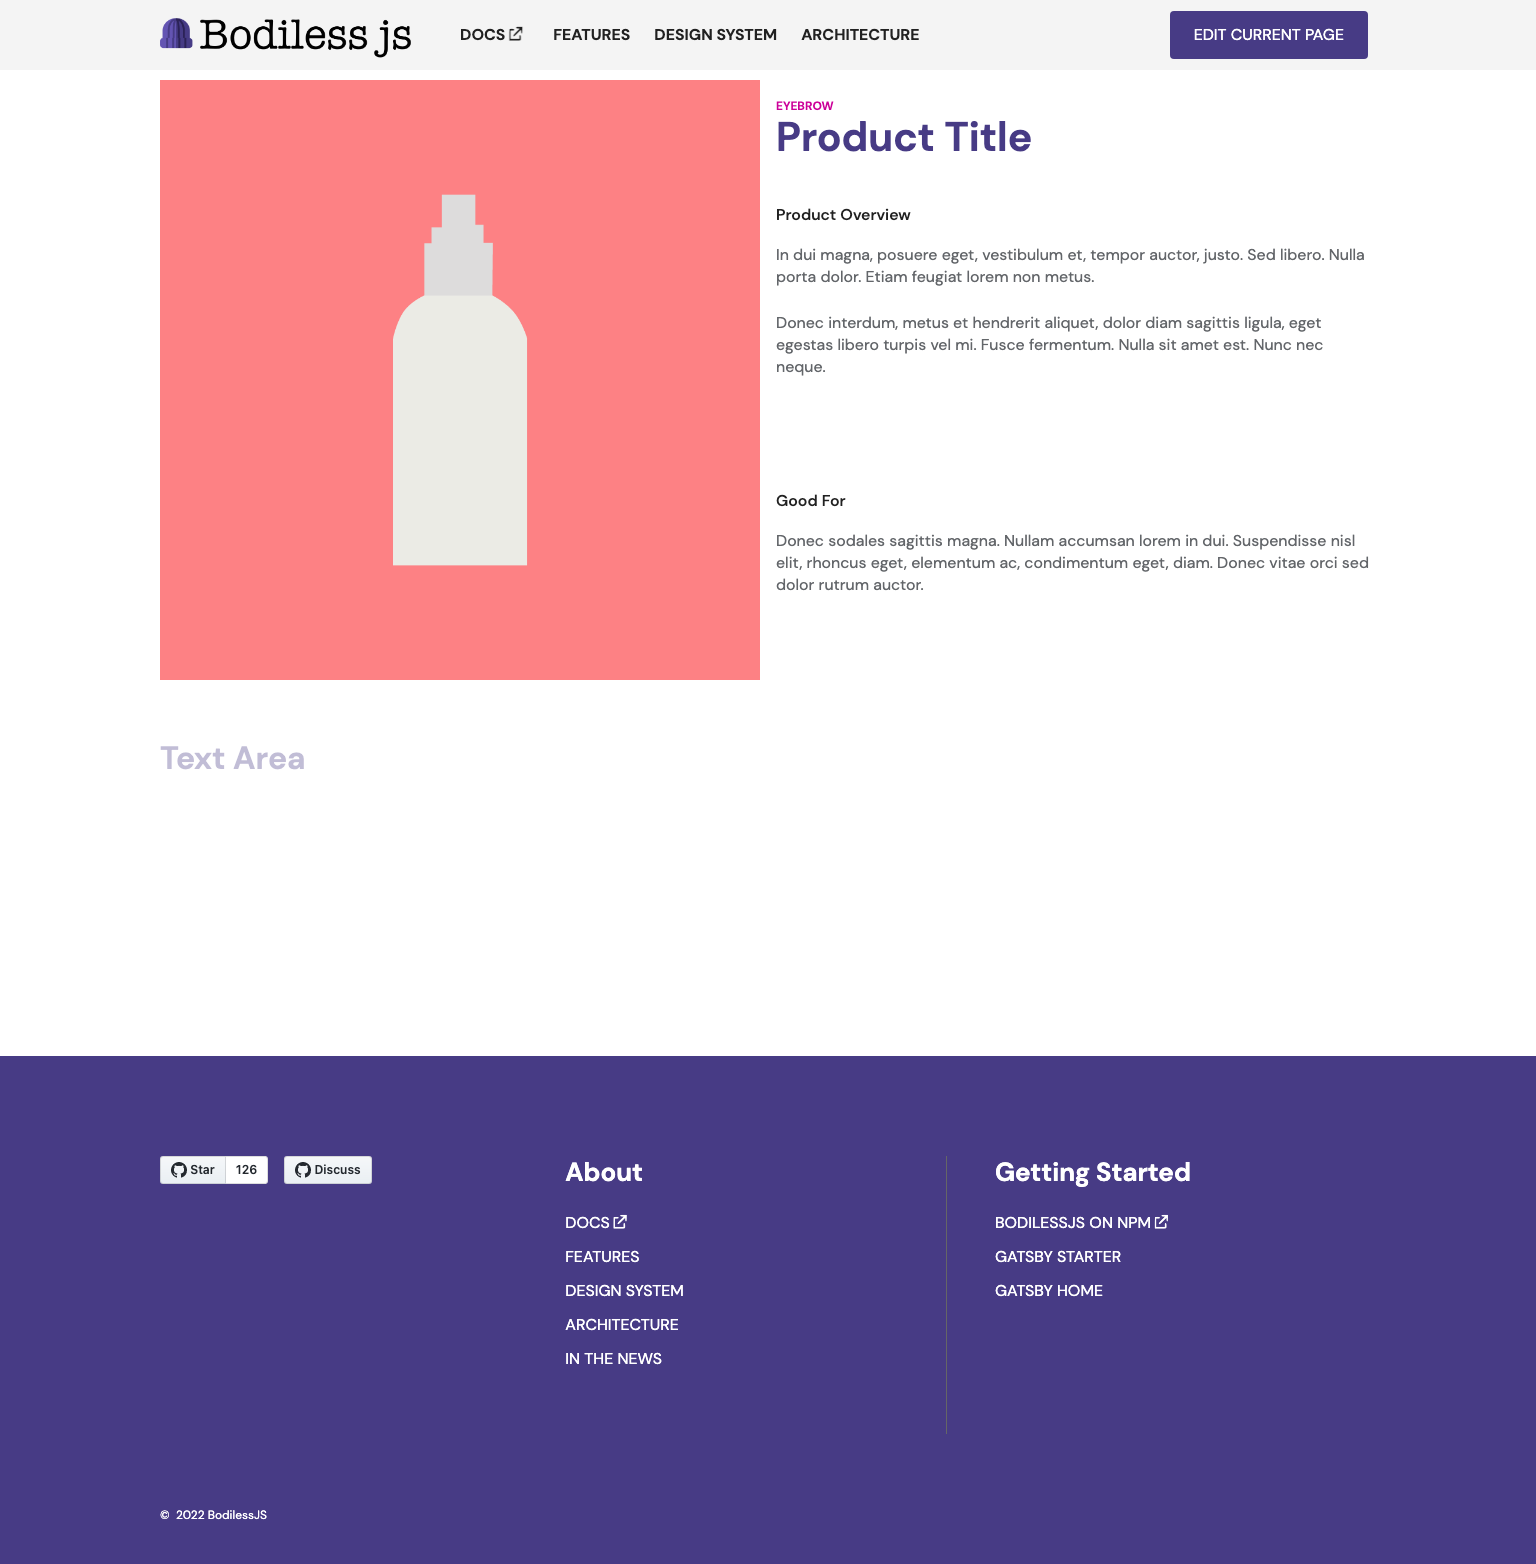 Bodiless js
DOCS
FEATURES
DESIGN SYSTEM
ARCHITECTURE
EDIT CURRENT PAGE
EYEBROW
Product Title
Product Overview
In dui magna, posuere eget, vestibulum et, tempor auctor, justo. Sed libero. Nulla
porta dolor. Etiam feugiat lorem non metus.
Donec interdum, metus et hendrerit aliquet, dolor diam sagittis ligula, eget
egestas libero turpis vel mi. Fusce fermentum. Nulla sit amet est. Nunc nec
neque.
Good For
Donec sodales sagittis magna. Nullam accumsan lorem in dui. Suspendisse nisl
elit, rhoncus eget, elementum ac, condimentum eget, diam. Donec vitae orci sed
dolor rutrum auctor.
Text Area
Star 126
Discuss
About
DOCS
FEATURES
DESIGN SYSTEM
ARCHITECTURE
IN THE NEWS
Getting Started
BODILESSJS ON NPM
GATSBY STARTER
GATSBY HOME
© 2022 BodilessJS